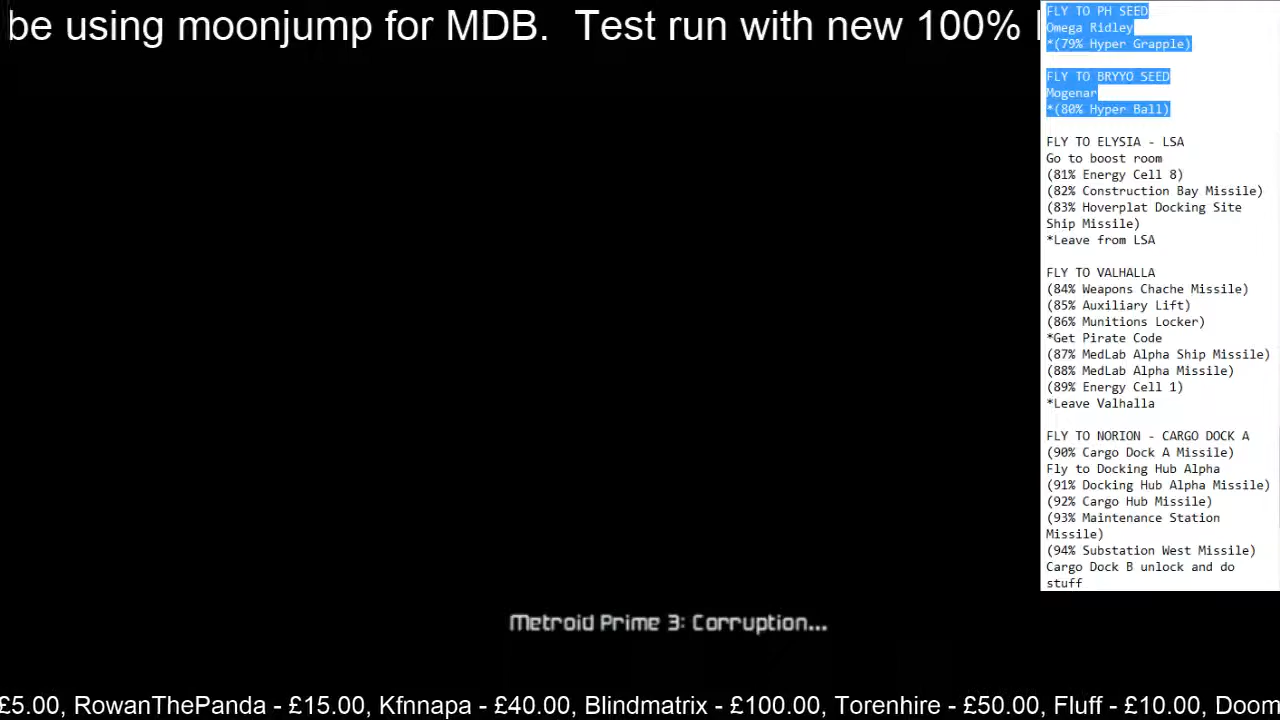 be using moonjump for MDB.  Test run with new 100%
FLY TO PH SEED
Omega Ridley
*(79% Hyper Grapple)
FLY TO BRYYO SEED
Mogenar
*(80% Hyper Ball)
FLY TO ELYSIA - LSA
Go to boost room
(81% Energy Cell 8)
(82% Construction Bay Missile)
(83% Hoverplat Docking Site
Ship Missile)
*Leave from LSA
FLY TO VALHALLA
(84% Weapons Chache Missile)
(85% Auxiliary Lift)
(86% Munitions Locker)
*Get Pirate Code
(87% MedLab Alpha Ship Missile)
(88% MedLab Alpha Missile)
(89% Energy Cell 1)
*Leave Valhalla
FLY TO NORION - CARGO DOCK A
(90% Cargo Dock A Missile)
Fly to Docking Hub Alpha
(91% Docking Hub Alpha Missile)
(92% Cargo Hub Missile)
(93% Maintenance Station
Missile)
(94% Substation West Missile)
Cargo Dock B unlock and do
stuff
Metroid Prime 3: Corruption...
£5.00, RowanThePanda - £15.00, Kfnnapa - £40.00, Blindmatrix - £100.00, Torenhire - £50.00, Fluff - £10.00, Doom